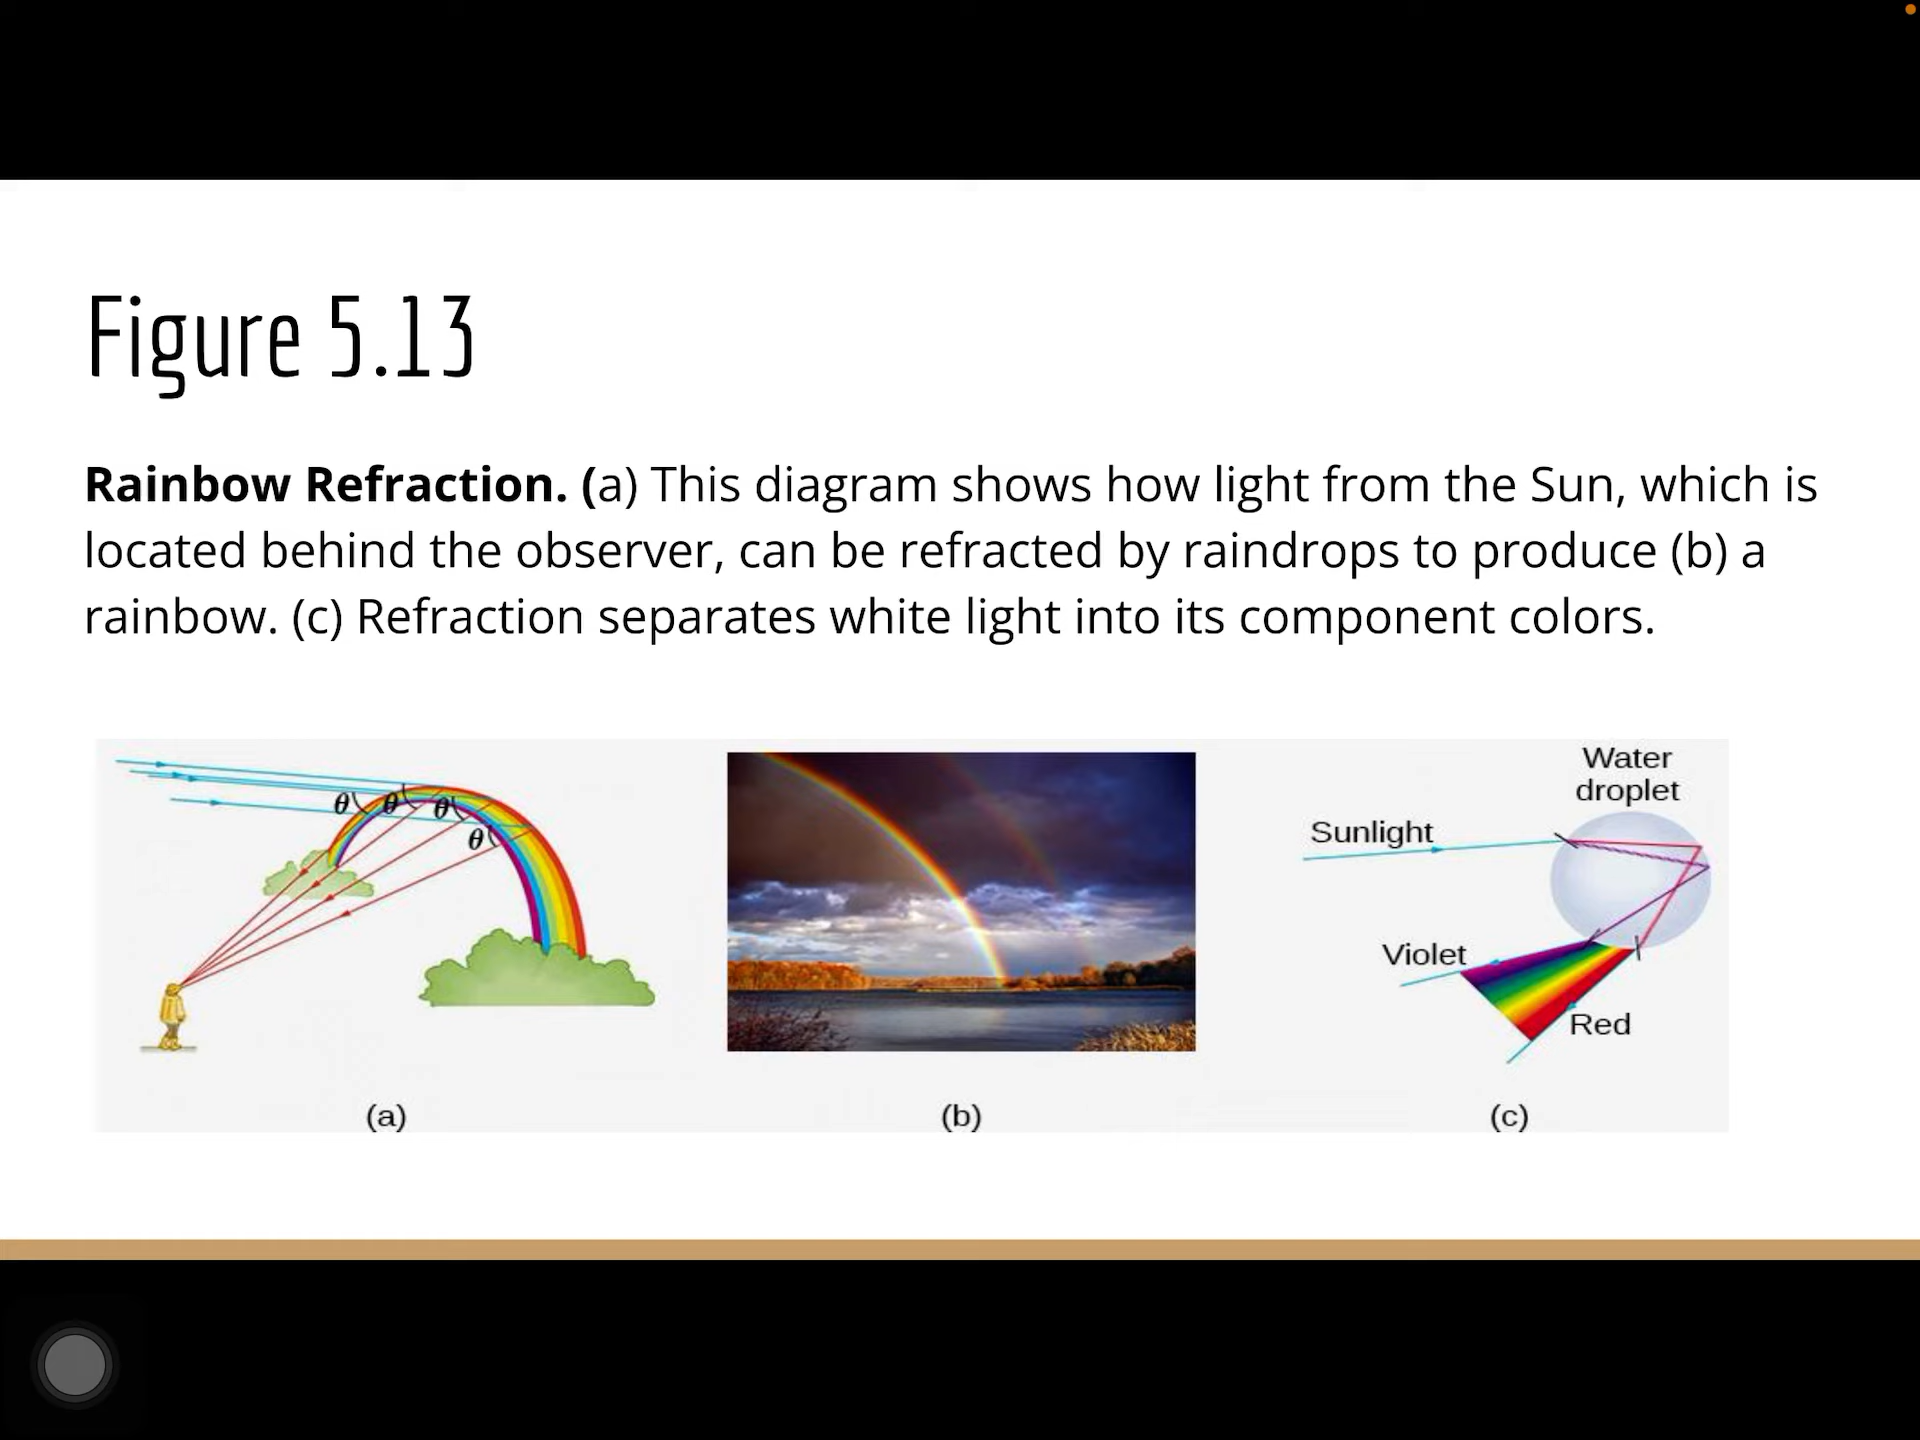 Figure 5.13
Rainbow Refraction. (a) This diagram shows how light from the Sun, which is
located behind the observer, can be refracted by raindrops to produce (b) a
rainbow. (c) Refraction separates white light into its component colors.
θ θ θ θ
Water
droplet
Sunlight
Violet
Red
(a) (b) (c)